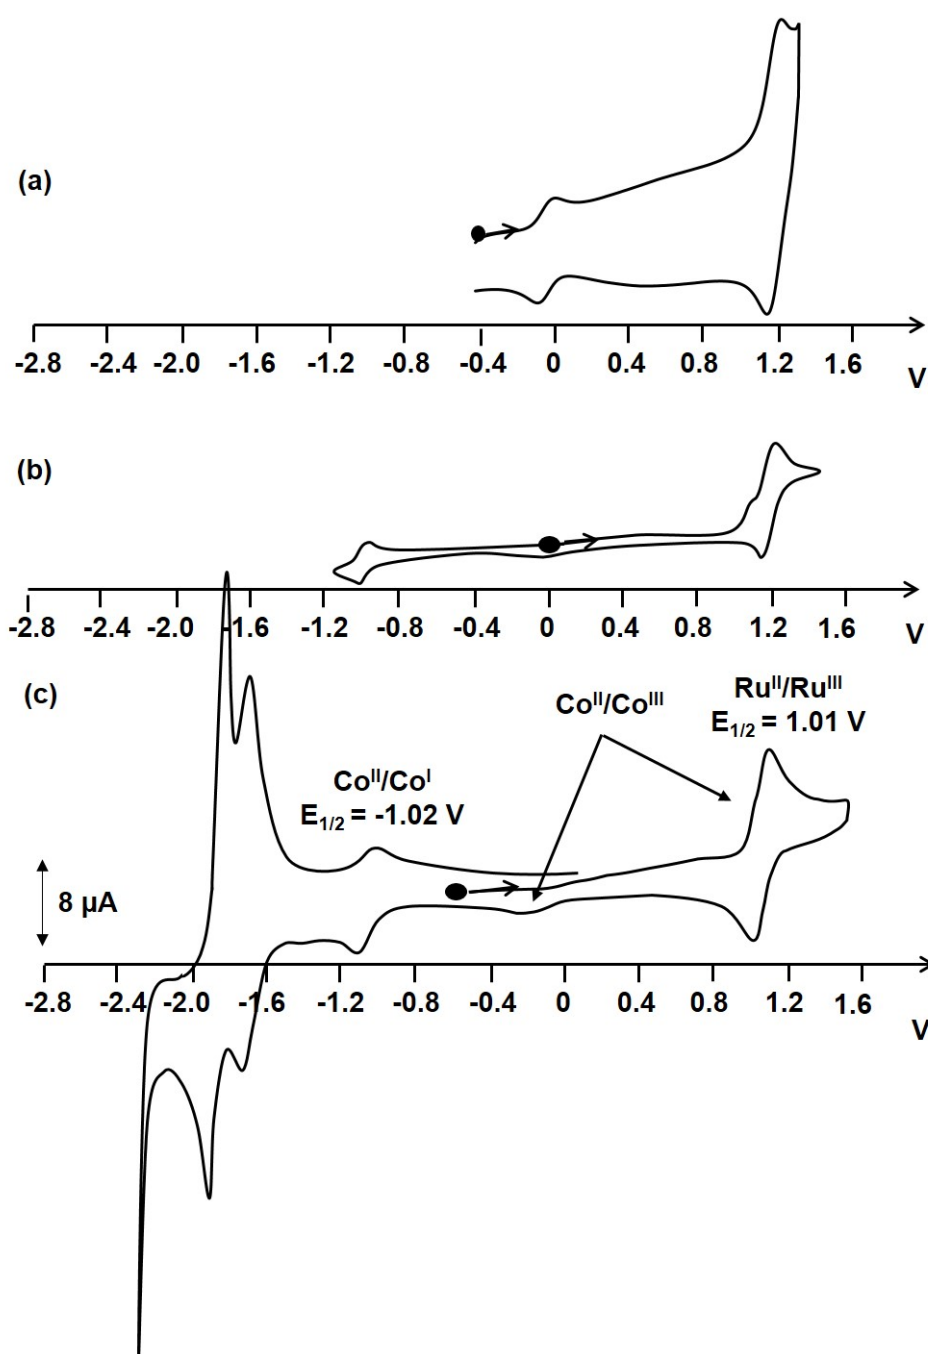 (a)
-2.8 -2.4 -2.0 -1.6 -1.2 -0.8 -0.4 0 0.4 0.8 1.2 1.6
V
(b)
-2.8 -2.4 -2.0 -1.6 -1.2 -0.8 -0.4 0 0.4 0.8 1.2 1.6
V
(c)
Ru^II/Ru^III
E_1/2 = 1.01 V
Co^II/Co^III
Co^II/Co^I
E_1/2 = -1.02 V
8 µA
-2.8 -2.4 -2.0 -1.6 -1.2 -0.8 -0.4 0 0.4 0.8 1.2 1.6
V